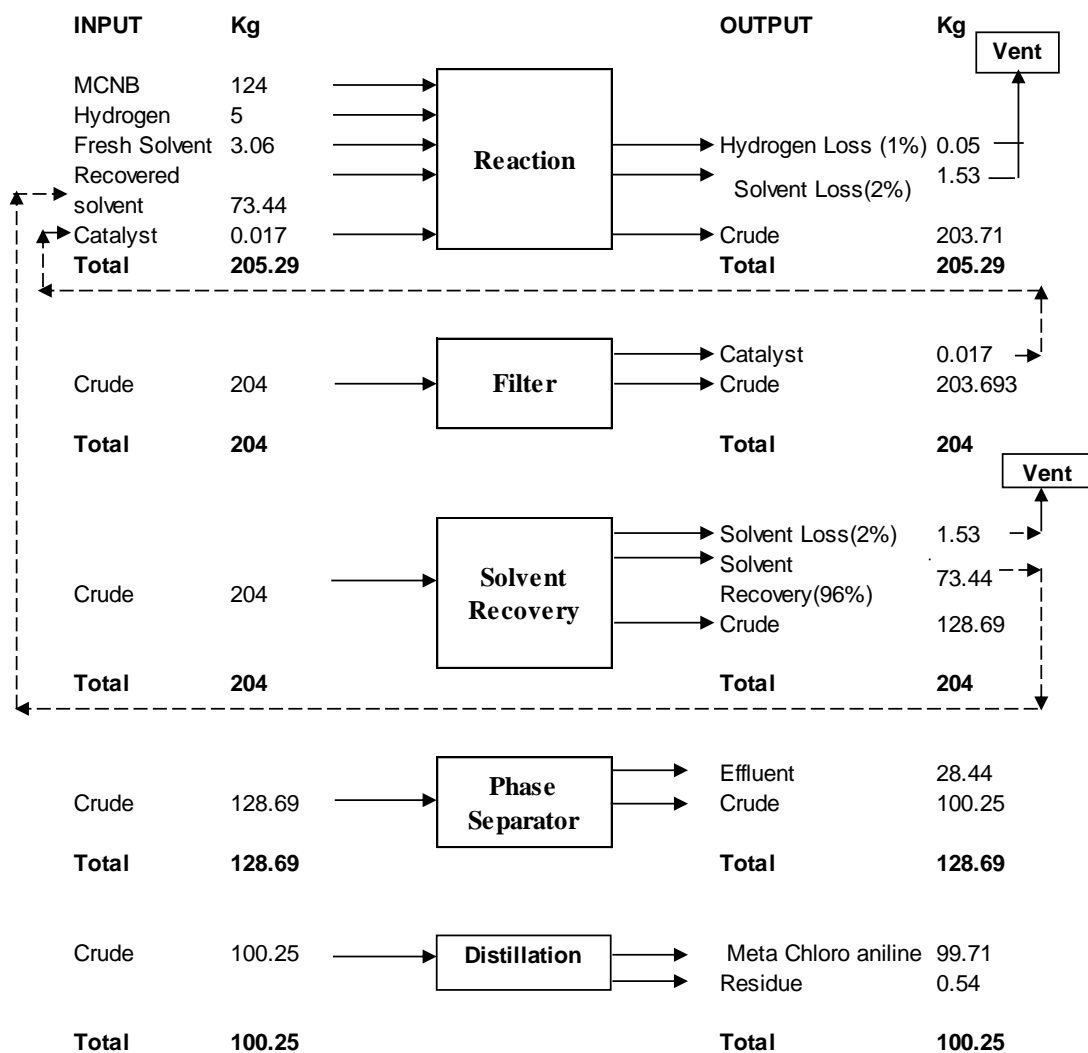 INPUT Kg OUTPUT Kg
Vent
MCNB 124
Hydrogen 5
Fresh Solvent 3.06 Hydrogen Loss (1%) 0.05
Reaction
Recovered 1.53
Solvent Loss(2%)
solvent 73.44
Catalyst 0.017 Crude 203.71
Total 205.29 Total 205.29
Catalyst 0.017
Crude 204 Filter Crude 203.693
Total 204 Total 204
Vent
Solvent Loss(2%) 1.53
Solvent
Solvent 73.44
Crude 204 Recovery Recovery(96%)
Crude 128.69
Total 204 Total 204
Effluent 28.44
Phase
Crude 128.69 Crude 100.25
Separator
Total 128.69 Total 128.69
Crude 100.25 Distillation Meta Chloro aniline 99.71
Residue 0.54
Total 100.25 Total 100.25